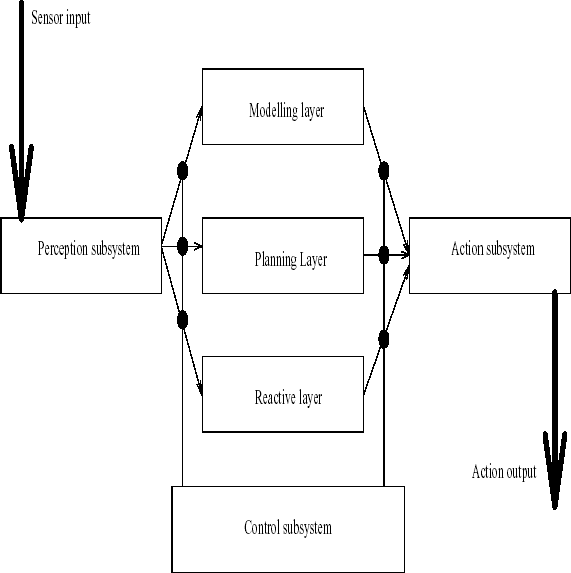 Sensor input
Modelling layer
Perception subsystem
Planning Layer
Action subsystem
Reactive layer
Action output
Control subsystem